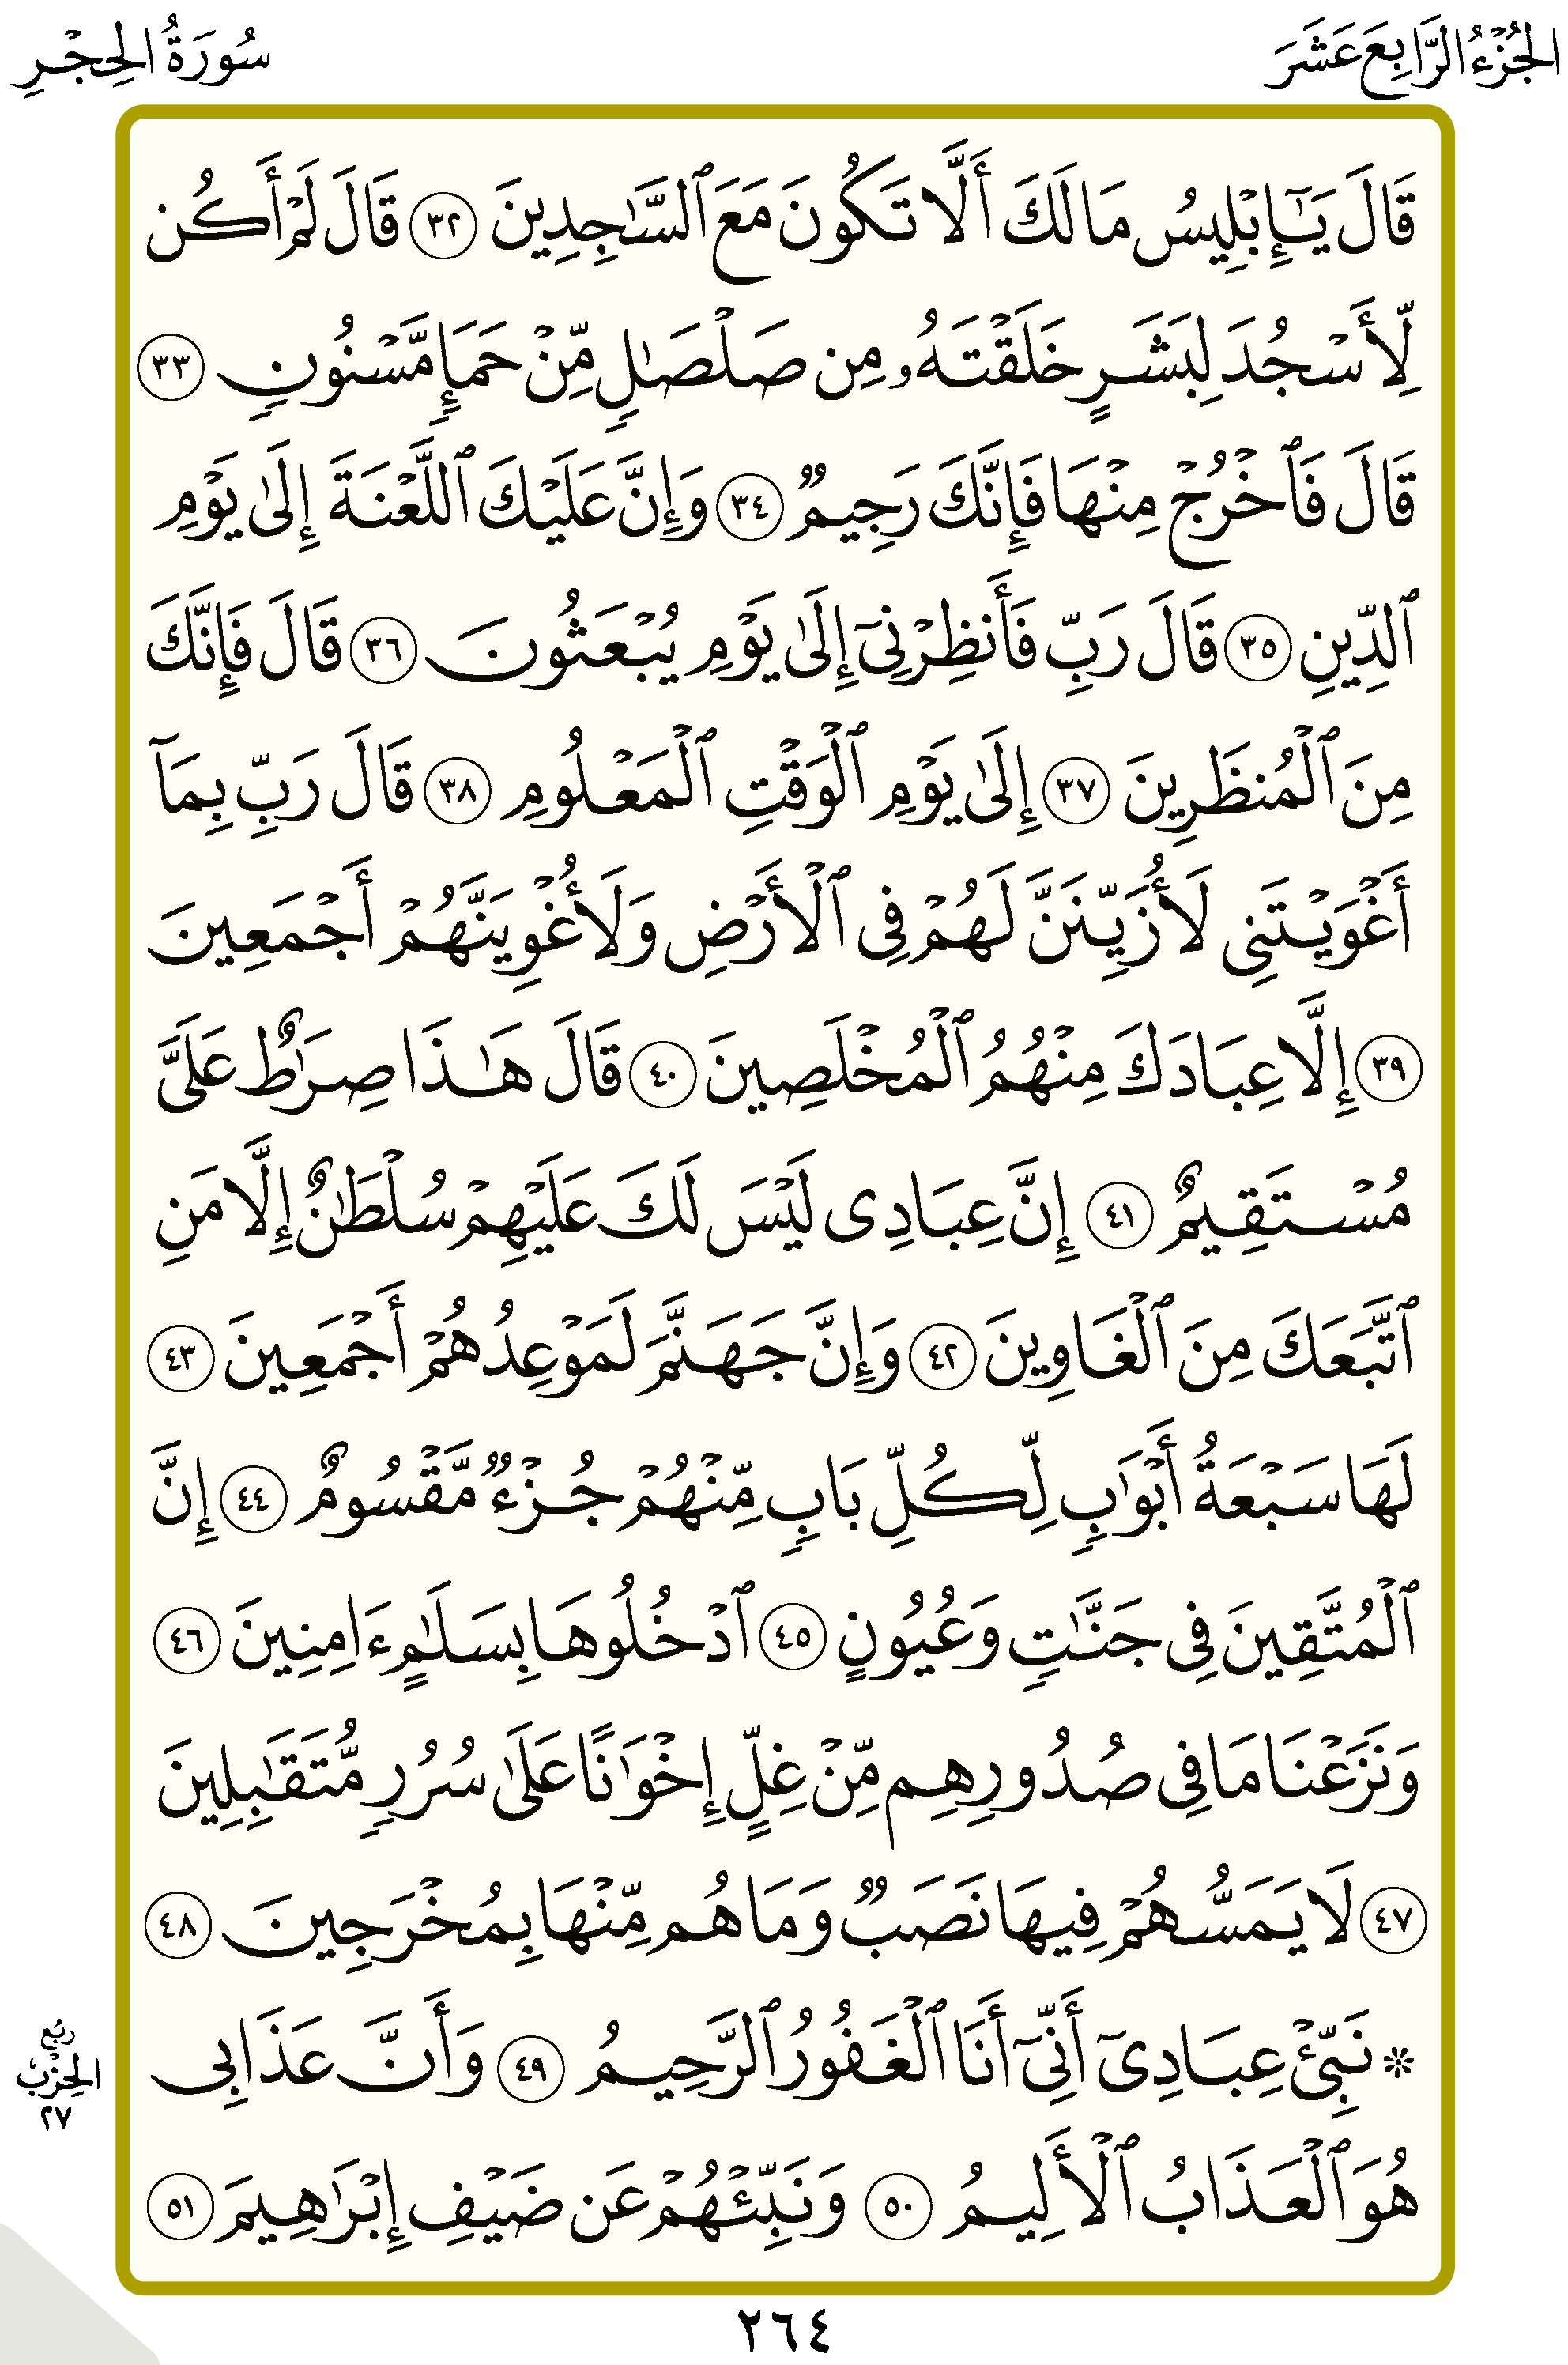 الجُزْءُ الرَّابِعَ عَشَرَ
سُورَةُ الحِجْرِ
قَالَ يَٰٓإِبۡلِيسُ مَا لَكَ أَلَّا تَكُونَ مَعَ ٱلسَّٰجِدِينَ ٣٢ قَالَ لَمۡ أَكُن
لِّأَسۡجُدَ لِبَشَرٍ خَلَقۡتَهُۥ مِن صَلۡصَٰلٖ مِّنۡ حَمَإٖ مَّسۡنُونٖ ٣٣
قَالَ فَٱخۡرُجۡ مِنۡهَا فَإِنَّكَ رَجِيمٞ ٣٤ وَإِنَّ عَلَيۡكَ ٱللَّعۡنَةَ إِلَىٰ يَوۡمِ
ٱلدِّينِ ٣٥ قَالَ رَبِّ فَأَنظِرۡنِيٓ إِلَىٰ يَوۡمِ يُبۡعَثُونَ ٣٦ قَالَ فَإِنَّكَ
مِنَ ٱلۡمُنظَرِينَ ٣٧ إِلَىٰ يَوۡمِ ٱلۡوَقۡتِ ٱلۡمَعۡلُومِ ٣٨ قَالَ رَبِّ بِمَآ
أَغۡوَيۡتَنِي لَأُزَيِّنَنَّ لَهُمۡ فِي ٱلۡأَرۡضِ وَلَأُغۡوِيَنَّهُمۡ أَجۡمَعِينَ
٣٩ إِلَّا عِبَادَكَ مِنۡهُمُ ٱلۡمُخۡلَصِينَ ٤٠ قَالَ هَٰذَا صِرَٰطٌ عَلَيَّ
مُسۡتَقِيمٌ ٤١ إِنَّ عِبَادِي لَيۡسَ لَكَ عَلَيۡهِمۡ سُلۡطَٰنٌ إِلَّا مَنِ
ٱتَّبَعَكَ مِنَ ٱلۡغَاوِينَ ٤٢ وَإِنَّ جَهَنَّمَ لَمَوۡعِدُهُمۡ أَجۡمَعِينَ ٤٣
لَهَا سَبۡعَةُ أَبۡوَٰبٖ لِّكُلِّ بَابٖ مِّنۡهُمۡ جُزۡءٞ مَّقۡسُومٌ ٤٤ إِنَّ
ٱلۡمُتَّقِينَ فِي جَنَّٰتٖ وَعُيُونٍ ٤٥ ٱدۡخُلُوهَا بِسَلَٰمٍ ءَامِنِينَ ٤٦
وَنَزَعۡنَا مَا فِي صُدُورِهِم مِّنۡ غِلٍّ إِخۡوَٰنًا عَلَىٰ سُرُرٖ مُّتَقَٰبِلِينَ
٤٧ لَا يَمَسُّهُمۡ فِيهَا نَصَبٞ وَمَا هُم مِّنۡهَا بِمُخۡرَجِينَ ٤٨
۞ نَبِّئۡ عِبَادِيٓ أَنِّيٓ أَنَا ٱلۡغَفُورُ ٱلرَّحِيمُ ٤٩ وَأَنَّ عَذَابِي
هُوَ ٱلۡعَذَابُ ٱلۡأَلِيمُ ٥٠ وَنَبِّئۡهُمۡ عَن ضَيۡفِ إِبۡرَٰهِيمَ ٥١
ربع
الحِزْب
٢٧
٢٦٤